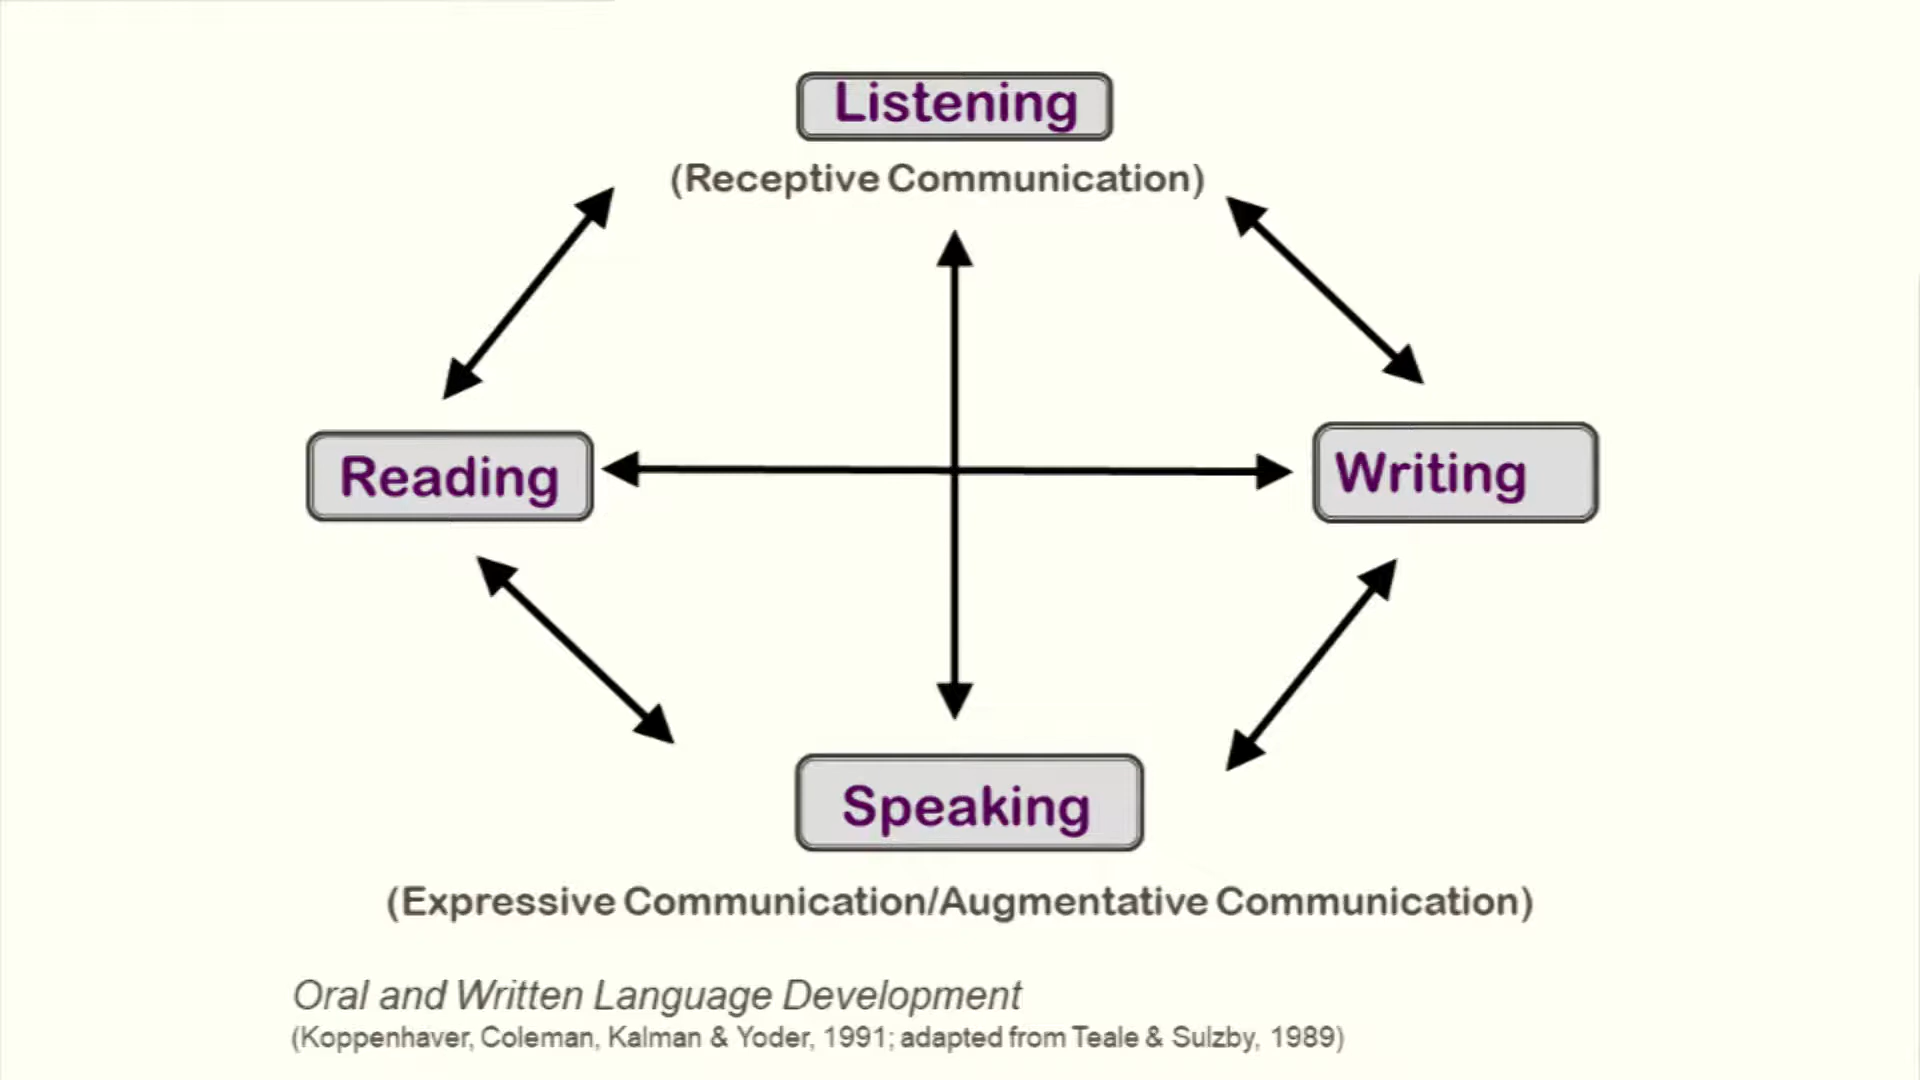 Listening
(Receptive Communication)
Reading
Writing
Speaking
(Expressive Communication/Augmentative Communication)
Oral and Written Language Development
(Koppenhaver, Coleman, Kalman & Yoder, 1991; adapted from Teale & Sulzby, 1989)